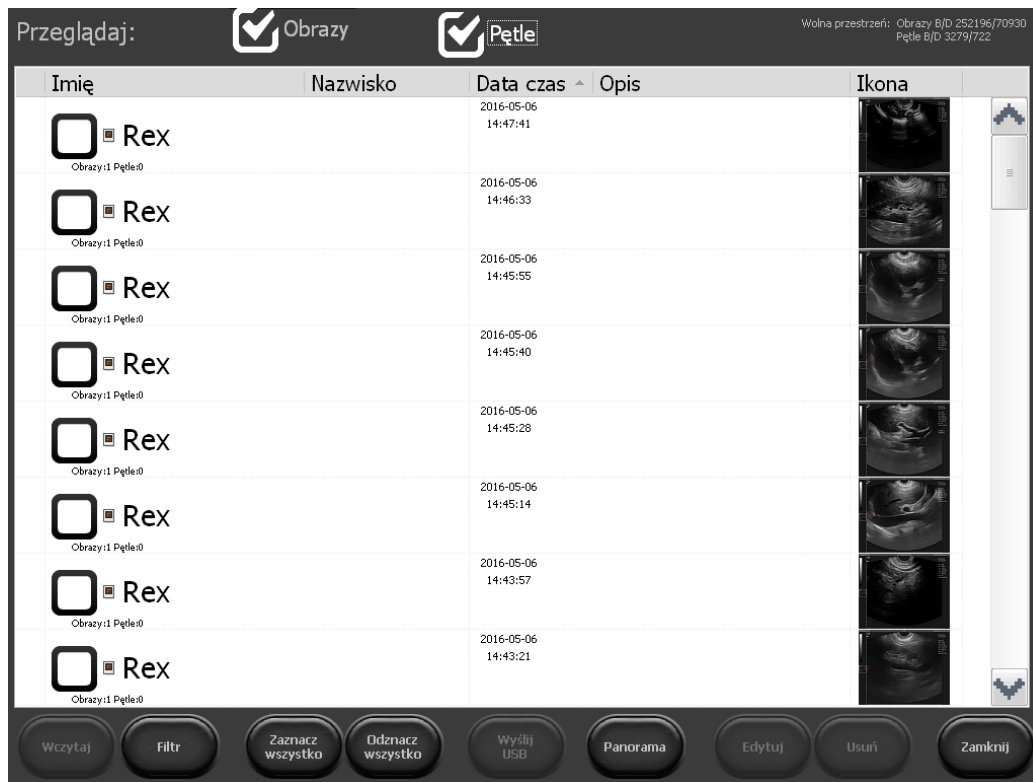 Przeglądaj:
Obrazy
Pętle
Wolna przestrzeń: Obrazy B/D 252196/70930
Pętle B/D 3279/722
Imię Nazwisko Data czas Opis Ikona
Rex
Obrazy:1 Pętle:0
2016-05-06
14:47:41
Rex
Obrazy:1 Pętle:0
2016-05-06
14:46:33
Rex
Obrazy:1 Pętle:0
2016-05-06
14:45:55
Rex
Obrazy:1 Pętle:0
2016-05-06
14:45:40
Rex
Obrazy:1 Pętle:0
2016-05-06
14:45:28
Rex
Obrazy:1 Pętle:0
2016-05-06
14:45:14
Rex
Obrazy:1 Pętle:0
2016-05-06
14:43:57
Rex
Obrazy:1 Pętle:0
2016-05-06
14:43:21
Wczytaj
Filtr
Zaznacz
wszystko
Odznacz
wszystko
Wyślij
USB
Panorama
Edytuj
Usuń
Zamknij